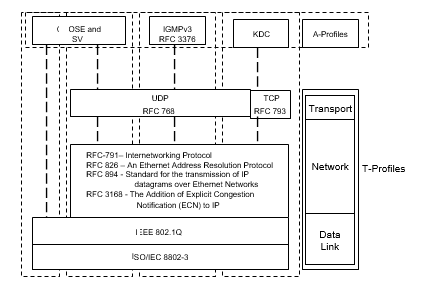 OSE and
SV
IGMPv3
RFC 3376
KDC
A-Profiles
UDP
RFC 768
TCP
RFC 793
Transport
RFC-791– Internetworking Protocol
RFC 826 – An Ethernet Address Resolution Protocol
RFC 894 - Standard for the transmission of IP
datagrams over Ethernet Networks
RFC 3168 - The Addition of Explicit Congestion
Notification (ECN) to IP
Network
T-Profiles
IEEE 802.1Q
Data
Link
ISO/IEC 8802-3